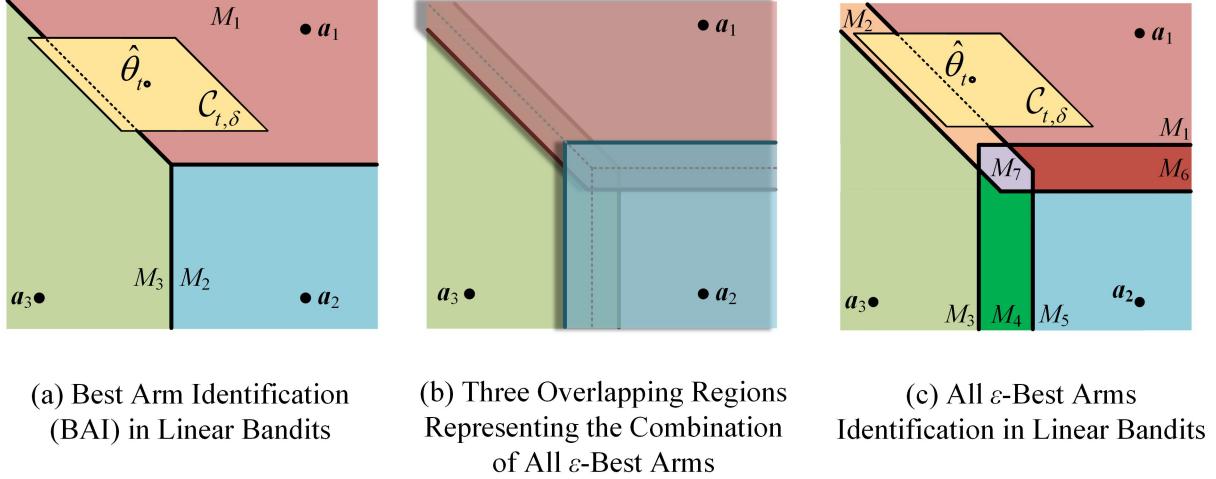 M₁
a₁
θ̂ₜ
C_{t,δ}
M₃ M₂
a₃
a₂
(a) Best Arm Identification
(BAI) in Linear Bandits
a₁
a₃
a₂
(b) Three Overlapping Regions
Representing the Combination
of All ε-Best Arms
M₂
a₁
θ̂ₜ
C_{t,δ}
M₁
M₇
M₆
a₃
a₂
M₃ M₄ M₅
(c) All ε-Best Arms
Identification in Linear Bandits